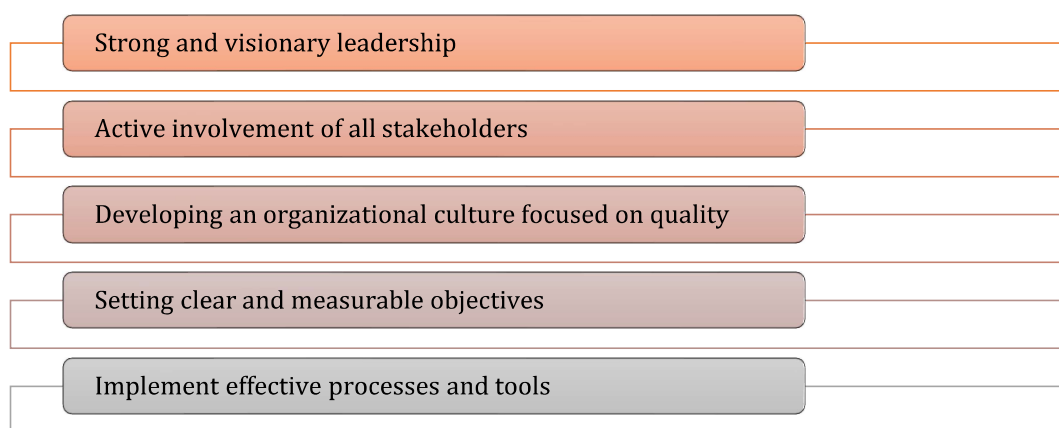 Strong and visionary leadership
Active involvement of all stakeholders
Developing an organizational culture focused on quality
Setting clear and measurable objectives
Implement effective processes and tools